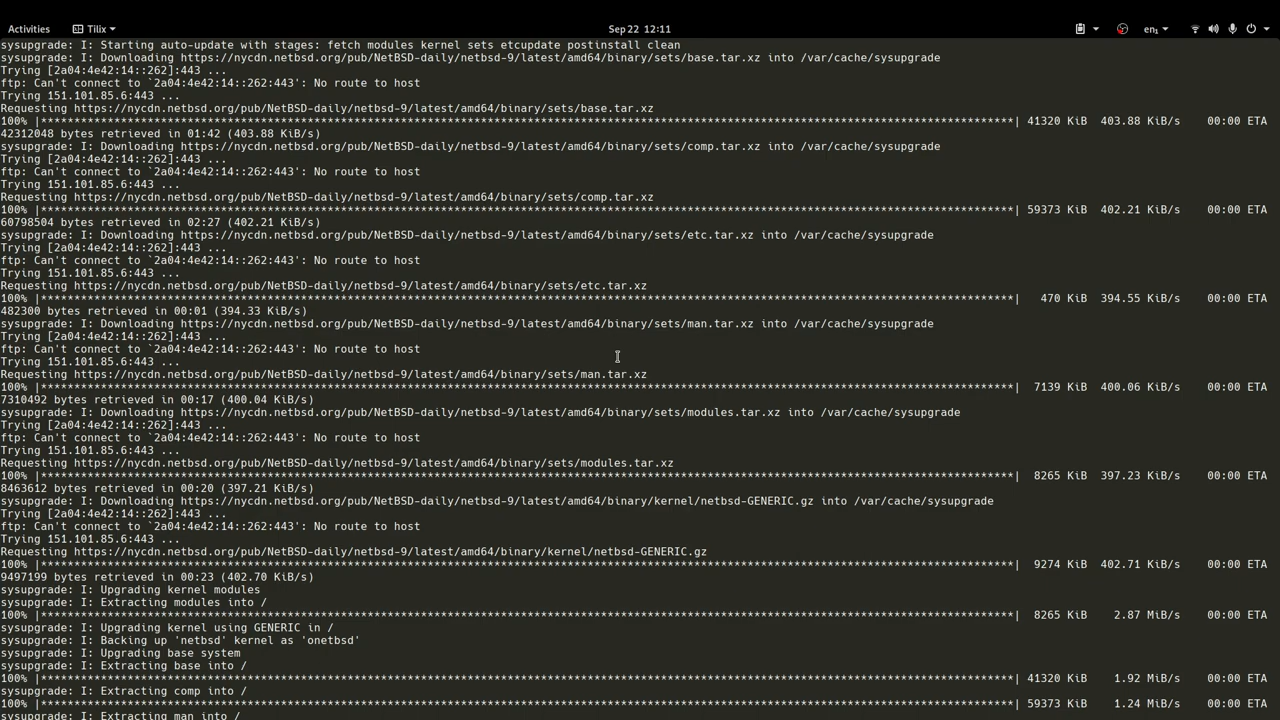 Activities
Tilix
Sep 22 12:11
en₁
sysupgrade: I: Starting auto-update with stages: fetch modules kernel sets etcupdate postinstall clean
sysupgrade: I: Downloading https://nycdn.netbsd.org/pub/NetBSD-daily/netbsd-9/latest/amd64/binary/sets/base.tar.xz into /var/cache/sysupgrade
Trying [2a04:4e42:14::262]:443 ...
ftp: Can't connect to `2a04:4e42:14::262:443': No route to host
Trying 151.101.85.6:443 ...
Requesting https://nycdn.netbsd.org/pub/NetBSD-daily/netbsd-9/latest/amd64/binary/sets/base.tar.xz
100% |***************************************************************************************************************************************************| 41320 KiB 403.88 KiB/s 00:00 ETA
42312048 bytes retrieved in 01:42 (403.88 KiB/s)
sysupgrade: I: Downloading https://nycdn.netbsd.org/pub/NetBSD-daily/netbsd-9/latest/amd64/binary/sets/comp.tar.xz into /var/cache/sysupgrade
Trying [2a04:4e42:14::262]:443 ...
ftp: Can't connect to `2a04:4e42:14::262:443': No route to host
Trying 151.101.85.6:443 ...
Requesting https://nycdn.netbsd.org/pub/NetBSD-daily/netbsd-9/latest/amd64/binary/sets/comp.tar.xz
100% |***************************************************************************************************************************************************| 59373 KiB 402.21 KiB/s 00:00 ETA
60798504 bytes retrieved in 02:27 (402.21 KiB/s)
sysupgrade: I: Downloading https://nycdn.netbsd.org/pub/NetBSD-daily/netbsd-9/latest/amd64/binary/sets/etc.tar.xz into /var/cache/sysupgrade
Trying [2a04:4e42:14::262]:443 ...
ftp: Can't connect to `2a04:4e42:14::262:443': No route to host
Trying 151.101.85.6:443 ...
Requesting https://nycdn.netbsd.org/pub/NetBSD-daily/netbsd-9/latest/amd64/binary/sets/etc.tar.xz
100% |***************************************************************************************************************************************************| 470 KiB 394.55 KiB/s 00:00 ETA
482300 bytes retrieved in 00:01 (394.33 KiB/s)
sysupgrade: I: Downloading https://nycdn.netbsd.org/pub/NetBSD-daily/netbsd-9/latest/amd64/binary/sets/man.tar.xz into /var/cache/sysupgrade
Trying [2a04:4e42:14::262]:443 ...
ftp: Can't connect to `2a04:4e42:14::262:443': No route to host
Trying 151.101.85.6:443 ...
Requesting https://nycdn.netbsd.org/pub/NetBSD-daily/netbsd-9/latest/amd64/binary/sets/man.tar.xz
100% |***************************************************************************************************************************************************| 7139 KiB 400.06 KiB/s 00:00 ETA
7310492 bytes retrieved in 00:17 (400.04 KiB/s)
sysupgrade: I: Downloading https://nycdn.netbsd.org/pub/NetBSD-daily/netbsd-9/latest/amd64/binary/sets/modules.tar.xz into /var/cache/sysupgrade
Trying [2a04:4e42:14::262]:443 ...
ftp: Can't connect to `2a04:4e42:14::262:443': No route to host
Trying 151.101.85.6:443 ...
Requesting https://nycdn.netbsd.org/pub/NetBSD-daily/netbsd-9/latest/amd64/binary/sets/modules.tar.xz
100% |***************************************************************************************************************************************************| 8265 KiB 397.23 KiB/s 00:00 ETA
8463612 bytes retrieved in 00:20 (397.21 KiB/s)
sysupgrade: I: Downloading https://nycdn.netbsd.org/pub/NetBSD-daily/netbsd-9/latest/amd64/binary/kernel/netbsd-GENERIC.gz into /var/cache/sysupgrade
Trying [2a04:4e42:14::262]:443 ...
ftp: Can't connect to `2a04:4e42:14::262:443': No route to host
Trying 151.101.85.6:443 ...
Requesting https://nycdn.netbsd.org/pub/NetBSD-daily/netbsd-9/latest/amd64/binary/kernel/netbsd-GENERIC.gz
100% |***************************************************************************************************************************************************| 9274 KiB 402.71 KiB/s 00:00 ETA
9497199 bytes retrieved in 00:23 (402.70 KiB/s)
sysupgrade: I: Upgrading kernel modules
sysupgrade: I: Extracting modules into /
100% |***************************************************************************************************************************************************| 8265 KiB 2.87 MiB/s 00:00 ETA
sysupgrade: I: Upgrading kernel using GENERIC in /
sysupgrade: I: Backing up 'netbsd' kernel as 'onetbsd'
sysupgrade: I: Upgrading base system
sysupgrade: I: Extracting base into /
100% |***************************************************************************************************************************************************| 41320 KiB 1.92 MiB/s 00:00 ETA
sysupgrade: I: Extracting comp into /
100% |***************************************************************************************************************************************************| 59373 KiB 1.24 MiB/s 00:00 ETA
sysupgrade: I: Extracting man into /